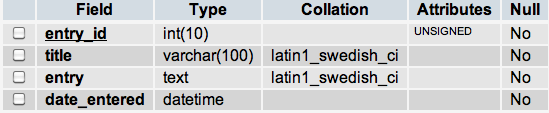 Field Type Collation Attributes Null
entry_id int(10) UNSIGNED No
title varchar(100) latin1_swedish_ci No
entry text latin1_swedish_ci No
date_entered datetime No